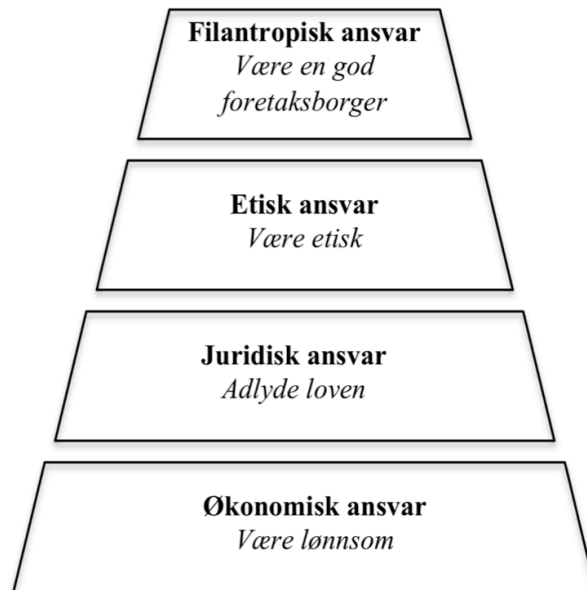 Filantropisk ansvar
Være en god
foretaksborger
Etisk ansvar
Være etisk
Juridisk ansvar
Adlyde loven
Økonomisk ansvar
Være lønnsom